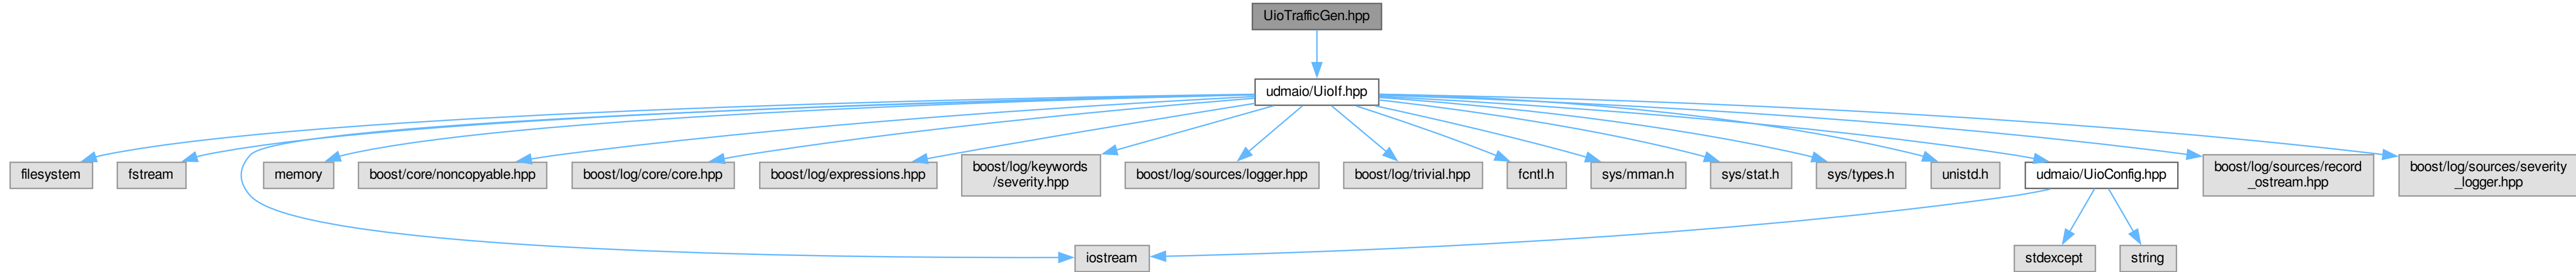 UioTrafficGen.hpp
udmaio/UioIf.hpp
filesystem
fstream
memory
boost/core/noncopyable.hpp
boost/log/core/core.hpp
boost/log/expressions.hpp
boost/log/keywords
/severity.hpp
boost/log/sources/logger.hpp
boost/log/trivial.hpp
fcntl.h
sys/mman.h
sys/stat.h
sys/types.h
unistd.h
udmaio/UioConfig.hpp
boost/log/sources/record
_ostream.hpp
boost/log/sources/severity
_logger.hpp
iostream
stdexcept
string